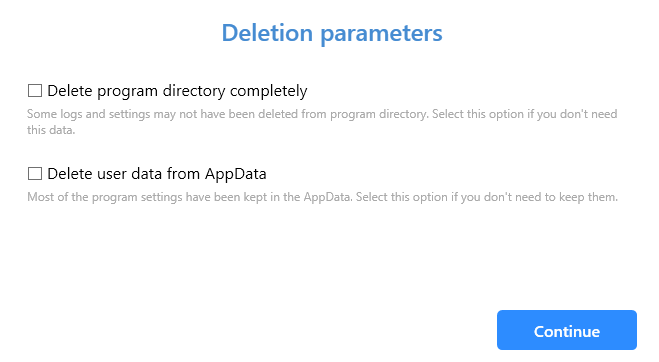 Deletion parameters
Delete program directory completely
Some logs and settings may not have been deleted from program directory. Select this option if you don't need
this data.
Delete user data from AppData
Most of the program settings have been kept in the AppData. Select this option if you don't need to keep them.
Continue